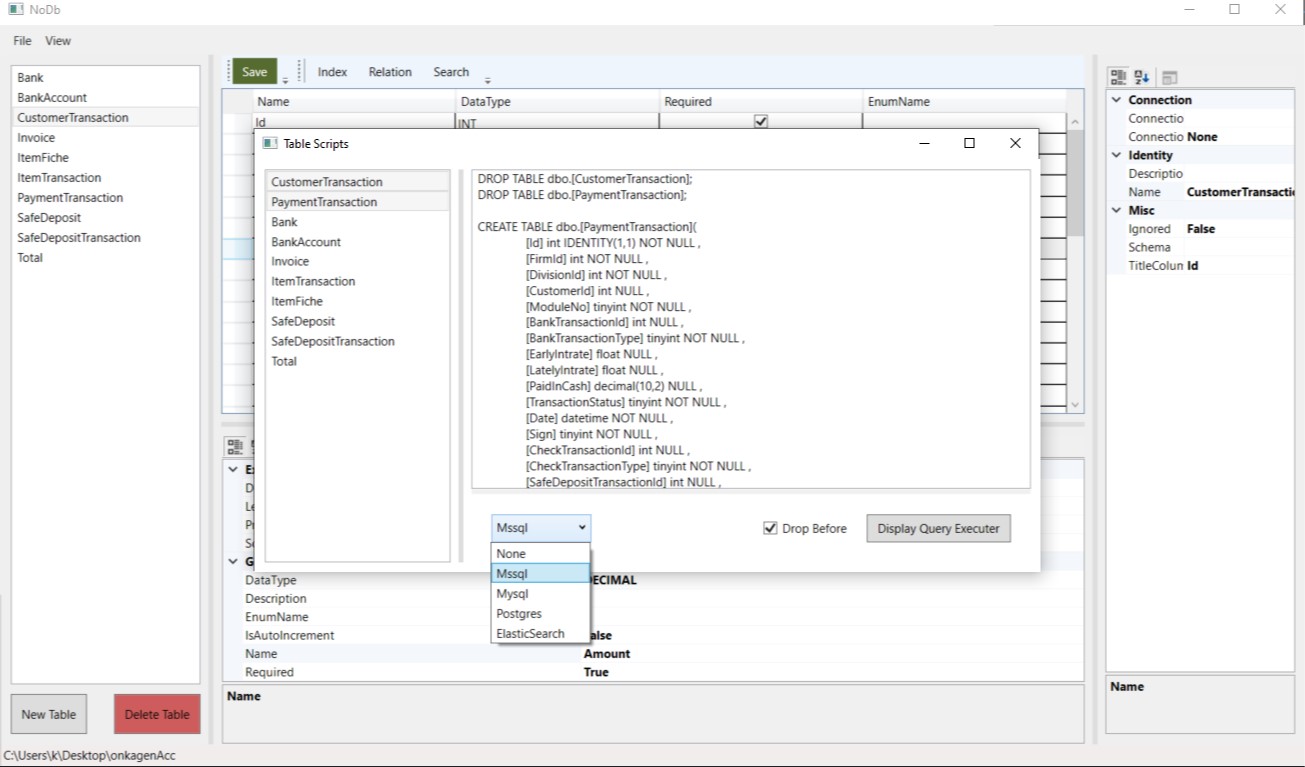 NoDb
File View
Bank
BankAccount
CustomerTransaction
Invoice
ItemFiche
ItemTransaction
PaymentTransaction
SafeDeposit
SafeDepositTransaction
Total
New Table Delete Table
C:\Users\k\Desktop\onkagenAcc
Save Index Relation Search
Name DataType Required EnumName
Id INT
Table Scripts
CustomerTransaction
PaymentTransaction
Bank
BankAccount
Invoice
ItemTransaction
ItemFiche
SafeDeposit
SafeDepositTransaction
Total
DROP TABLE dbo.[CustomerTransaction];
DROP TABLE dbo.[PaymentTransaction];
CREATE TABLE dbo.[PaymentTransaction](
[Id] int IDENTITY(1,1) NOT NULL ,
[FirmId] int NOT NULL ,
[DivisionId] int NOT NULL ,
[CustomerId] int NULL ,
[ModuleNo] tinyint NOT NULL ,
[BankTransactionId] int NULL ,
[BankTransactionType] tinyint NOT NULL ,
[EarlyIntrate] float NULL ,
[LatelyIntrate] float NULL ,
[PaidInCash] decimal(10,2) NULL ,
[TransactionStatus] tinyint NOT NULL ,
[Date] datetime NOT NULL ,
[Sign] tinyint NOT NULL ,
[CheckTransactionId] int NULL ,
[CheckTransactionType] tinyint NOT NULL ,
[SafeDepositTransactionId] int NULL ,
Mssql Drop Before Display Query Executer
None
Mssql
Mysql
Postgres
ElasticSearch
DataType ECIMAL
Description
EnumName
IsAutoIncrement alse
Name Amount
Required True
Name
Connection
Connectio
Connectio None
Identity
Descriptio
Name CustomerTransacti
Misc
Ignored False
Schema
TitleColun Id
Name